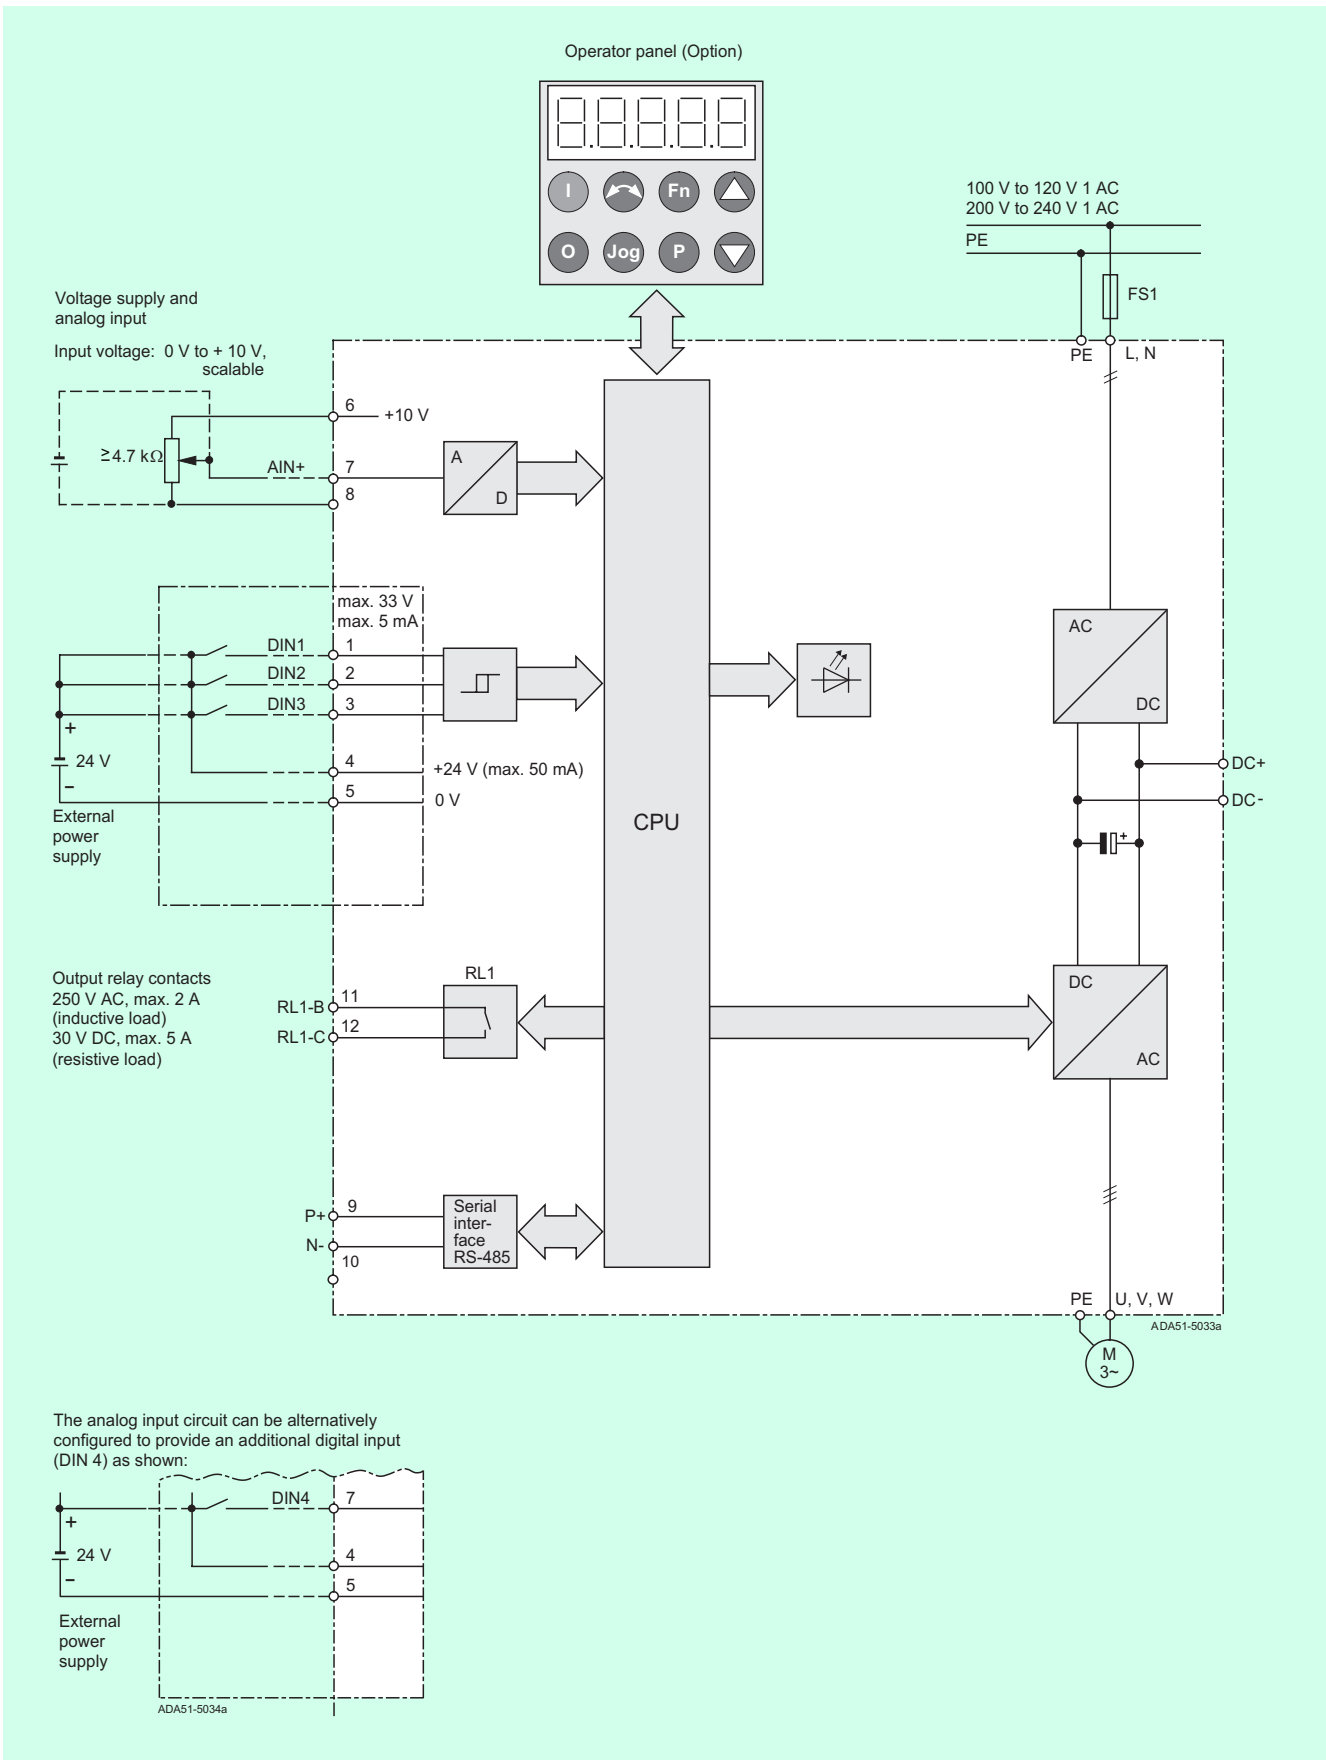 Operator panel (Option)
8.8.8.8.8
I
Fn
O
Jog
P
100 V to 120 V 1 AC
200 V to 240 V 1 AC
PE
FS1
PE
L, N
Voltage supply and
analog input
Input voltage: 0 V to + 10 V,
scalable
6
+10 V
≥4.7 kΩ
AIN+
7
8
A
D
max. 33 V
max. 5 mA
DIN1
1
DIN2
2
DIN3
3
+
24 V
−
4
+24 V (max. 50 mA)
5
0 V
External
power
supply
CPU
AC
DC
DC+
DC-
+
Output relay contacts
250 V AC, max. 2 A
(inductive load)
30 V DC, max. 5 A
(resistive load)
RL1
RL1-B
11
RL1-C
12
DC
AC
P+
9
N-
10
Serial
inter-
face
RS-485
PE
U, V, W
ADA51-5033a
M
3~
The analog input circuit can be alternatively
configured to provide an additional digital input
(DIN 4) as shown:
DIN4
7
+
24 V
−
4
5
External
power
supply
ADA51-5034a